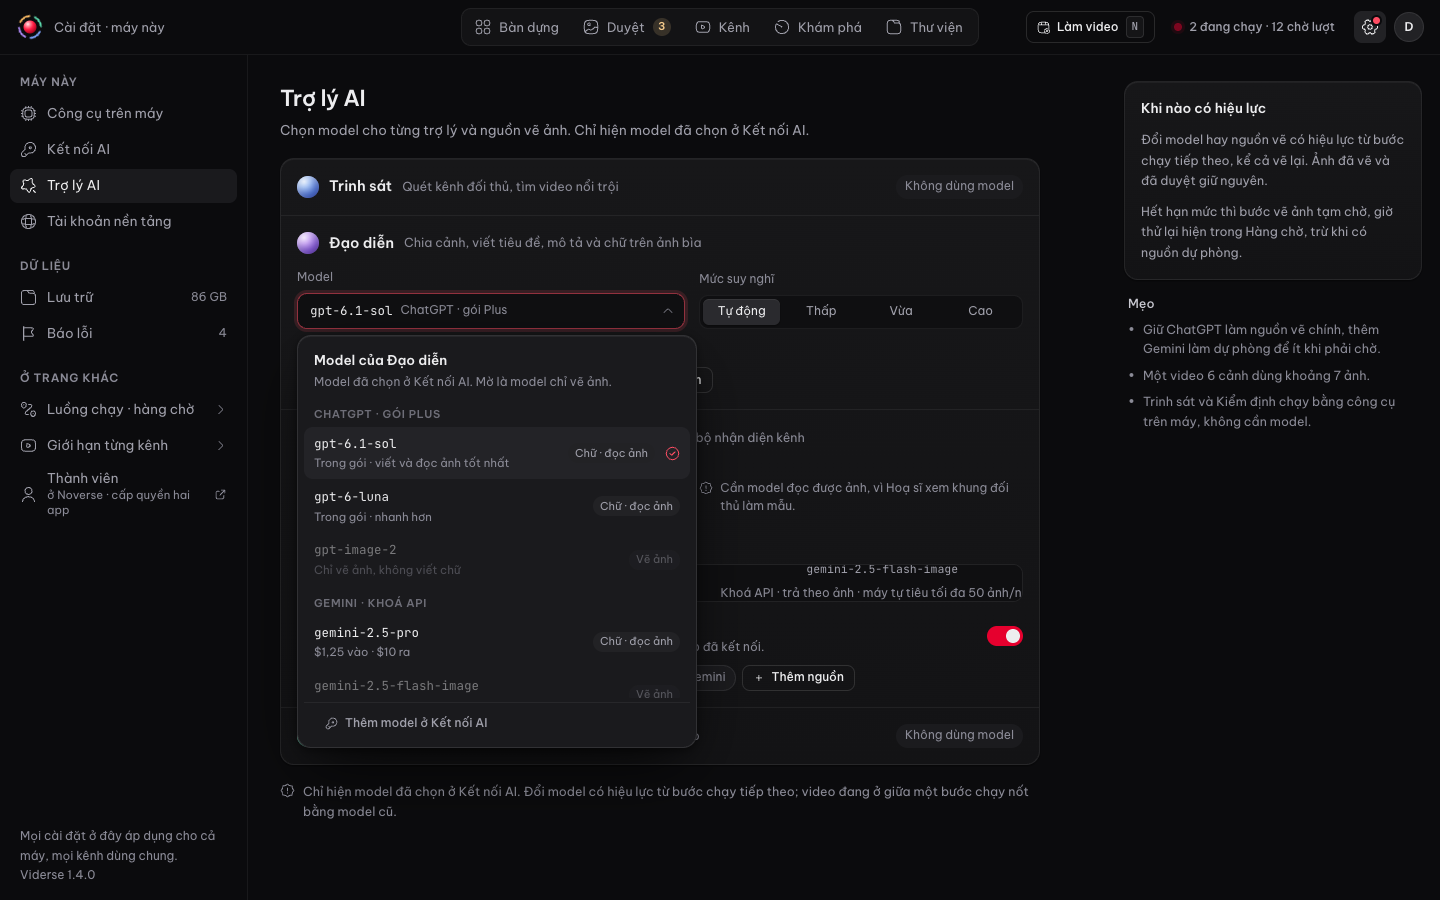 Cài đặt · máy này
Bàn dựng
Duyệt 3
Kênh
Khám phá
Thư viện
Làm video N
2 đang chạy · 12 chờ lượt
D
MÁY NÀY
Công cụ trên máy
Kết nối AI
Trợ lý AI
Tài khoản nền tảng
DỮ LIỆU
Lưu trữ 86 GB
Báo lỗi 4
Ở TRANG KHÁC
Luồng chạy · hàng chờ
Giới hạn từng kênh
Thành viên
ở Noverse · cấp quyền hai
app
Mọi cài đặt ở đây áp dụng cho cả
máy, mọi kênh dùng chung.
Viderse 1.4.0
Trợ lý AI
Chọn model cho từng trợ lý và nguồn vẽ ảnh. Chỉ hiện model đã chọn ở Kết nối AI.
Trinh sát Quét kênh đối thủ, tìm video nổi trội Không dùng model
Đạo diễn Chia cảnh, viết tiêu đề, mô tả và chữ trên ảnh bìa
Model
gpt-6.1-sol ChatGPT · gói Plus
Mức suy nghĩ
Tự động Thấp Vừa Cao
Model của Đạo diễn
Model đã chọn ở Kết nối AI. Mờ là model chỉ vẽ ảnh.
CHATGPT · GÓI PLUS
gpt-6.1-sol
Trong gói · viết và đọc ảnh tốt nhất
Chữ · đọc ảnh
gpt-6-luna
Trong gói · nhanh hơn
Chữ · đọc ảnh
gpt-image-2
Chỉ vẽ ảnh, không viết chữ
Vẽ ảnh
GEMINI · KHOÁ API
gemini-2.5-pro
$1,25 vào · $10 ra
Chữ · đọc ảnh
gemini-2.5-flash-image
Vẽ ảnh
Thêm model ở Kết nối AI
bộ nhận diện kênh
Cần model đọc được ảnh, vì Hoạ sĩ xem khung đối
thủ làm mẫu.
gemini-2.5-flash-image
Khoá API · trả theo ảnh · máy tự tiêu tối đa 50 ảnh/n
đã kết nối.
emini
+ Thêm nguồn
Không dùng model
Chỉ hiện model đã chọn ở Kết nối AI. Đổi model có hiệu lực từ bước chạy tiếp theo; video đang ở giữa một bước chạy nốt
bằng model cũ.
Khi nào có hiệu lực
Đổi model hay nguồn vẽ có hiệu lực từ bước
chạy tiếp theo, kể cả vẽ lại. Ảnh đã vẽ và
đã duyệt giữ nguyên.
Hết hạn mức thì bước vẽ ảnh tạm chờ, giờ
thử lại hiện trong Hàng chờ, trừ khi có
nguồn dự phòng.
Mẹo
• Giữ ChatGPT làm nguồn vẽ chính, thêm
Gemini làm dự phòng để ít khi phải chờ.
• Một video 6 cảnh dùng khoảng 7 ảnh.
• Trinh sát và Kiểm định chạy bằng công cụ
trên máy, không cần model.